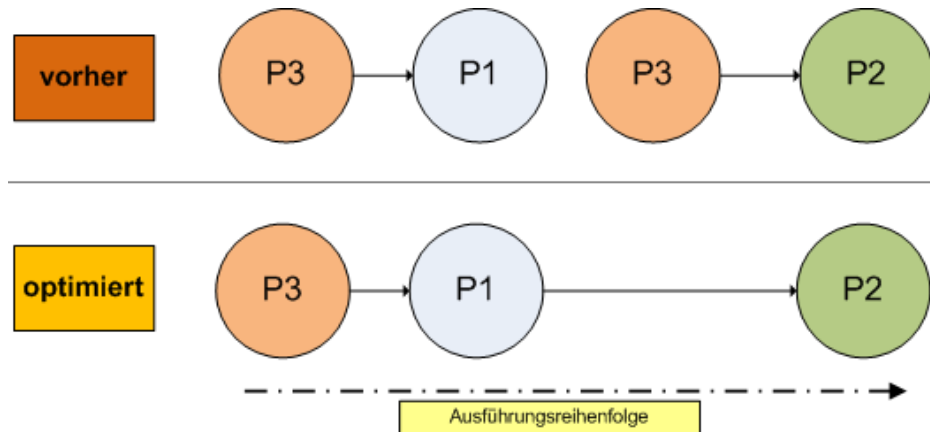 vorher
P3
P1
P3
P2
optimiert
P3
P1
P2
Ausführungsreihenfolge